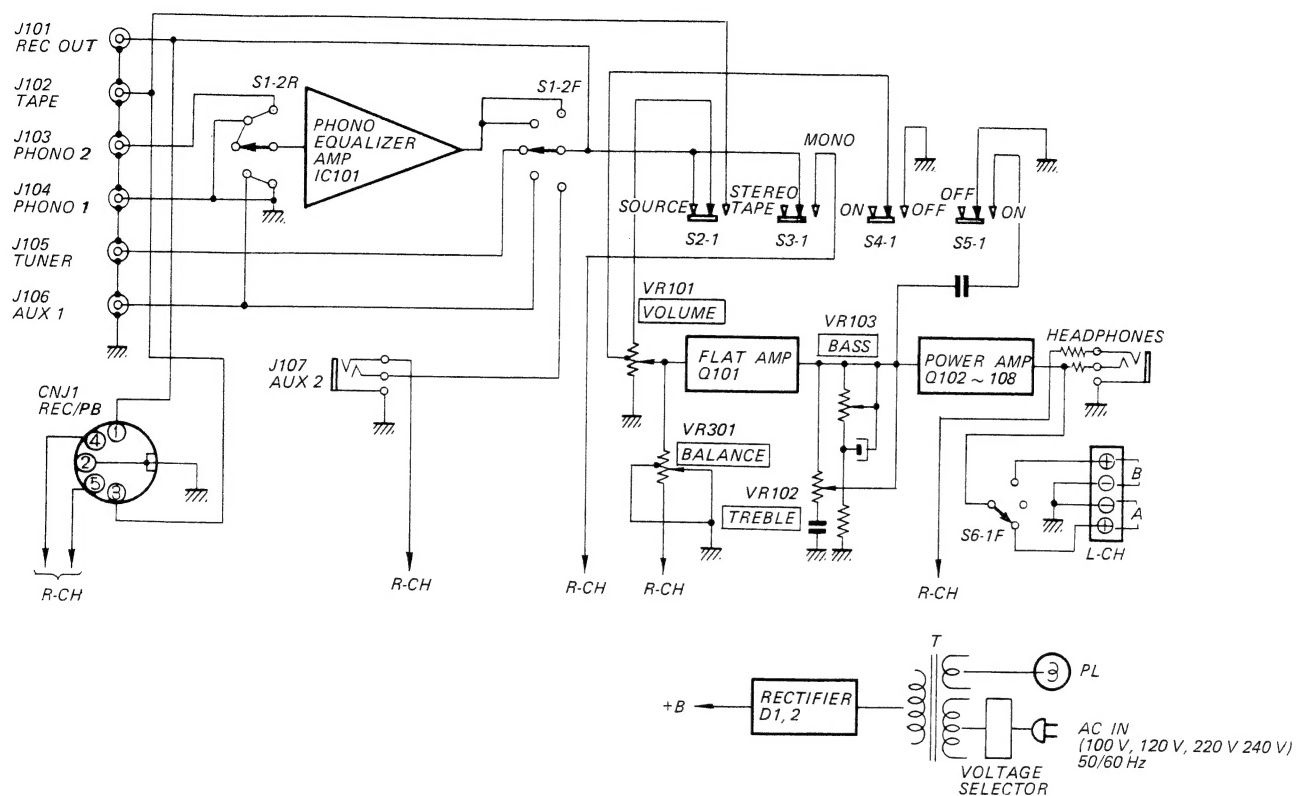 J101
REC OUT
J102
TAPE
J103
PHONO 2
J104
PHONO 1
J105
TUNER
J106
AUX 1
S1-2R
PHONO
EQUALIZER
AMP
IC101
S1-2F
MONO
SOURCE
STEREO
TAPE
ON
OFF
OFF
ON
S2-1
S3-1
S4-1
S5-1
VR101
VOLUME
FLAT AMP
Q101
VR103
BASS
POWER AMP
Q102 ~ 108
HEADPHONES
J107
AUX 2
CNJ1
REC/PB
1
4
2
5
3
VR301
BALANCE
VR102
TREBLE
S6-1F
+
−
−
+
B
A
L-CH
R-CH
R-CH
R-CH
R-CH
R-CH
T
PL
+B
RECTIFIER
D1, 2
AC IN
(100 V, 120 V, 220 V 240 V)
50/60 Hz
VOLTAGE
SELECTOR